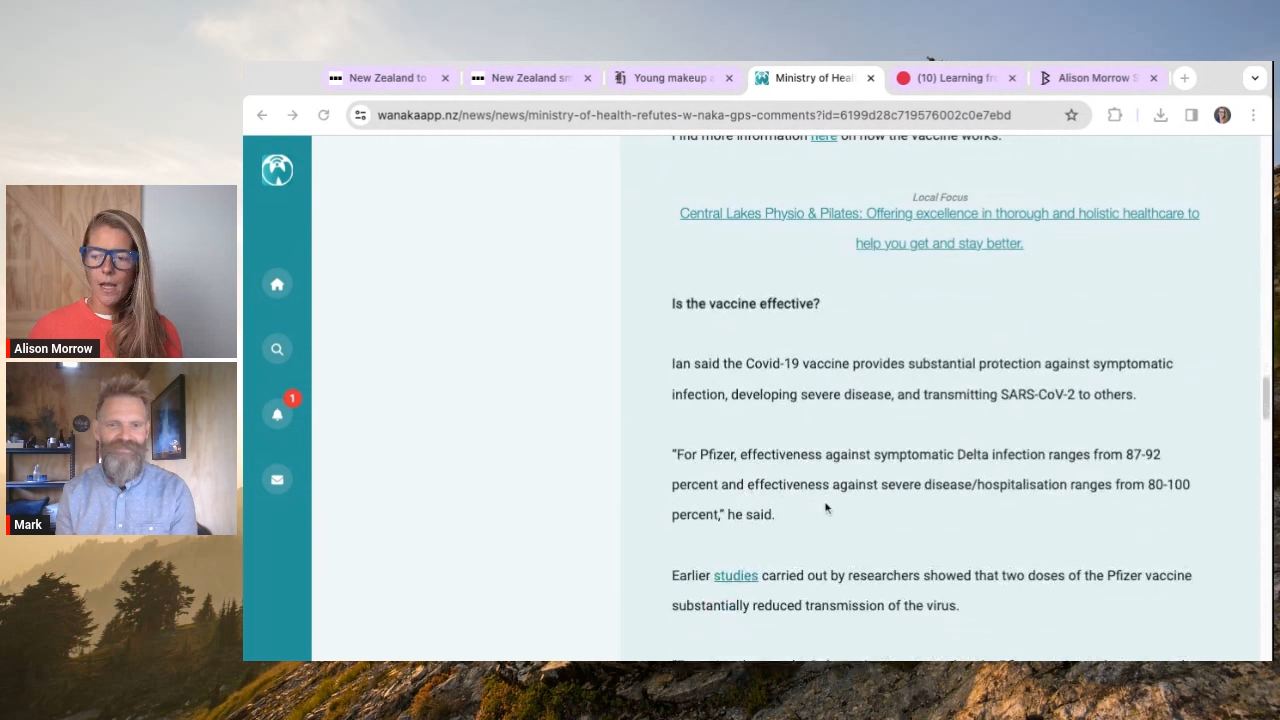 New Zealand to
New Zealand sm
Young makeup a
Ministry of Heal
(10) Learning fro
Alison Morrow S
wanakaapp.nz/news/news/ministry-of-health-refutes-w-naka-gps-comments?id=6199d28c719576002c0e7ebd
Find more information here on how the vaccine works.
Local Focus
Central Lakes Physio & Pilates: Offering excellence in thorough and holistic healthcare to
help you get and stay better.
Is the vaccine effective?
Ian said the Covid-19 vaccine provides substantial protection against symptomatic
infection, developing severe disease, and transmitting SARS-CoV-2 to others.
“For Pfizer, effectiveness against symptomatic Delta infection ranges from 87-92
percent and effectiveness against severe disease/hospitalisation ranges from 80-100
percent,” he said.
Earlier studies carried out by researchers showed that two doses of the Pfizer vaccine
substantially reduced transmission of the virus.
1
Alison Morrow
Mark